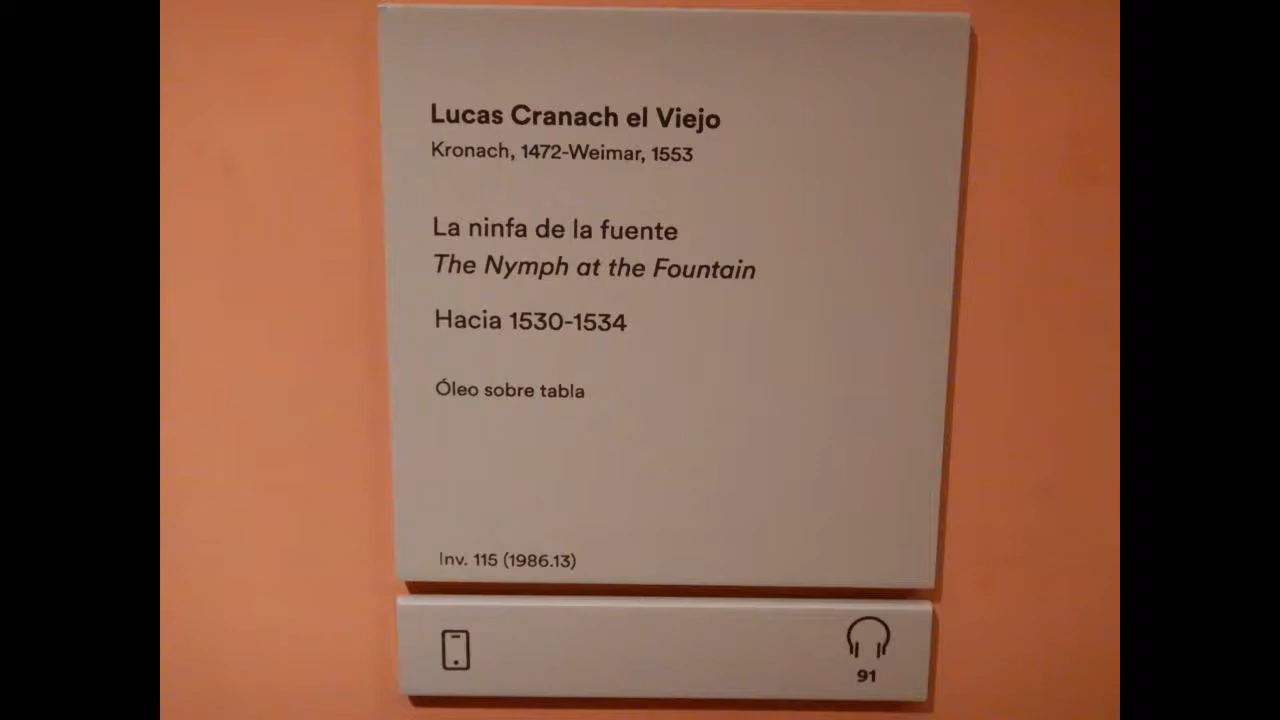 Lucas Cranach el Viejo
Kronach, 1472-Weimar, 1553
La ninfa de la fuente
The Nymph at the Fountain
Hacia 1530-1534
Óleo sobre tabla
Inv. 115 (1986.13)
91